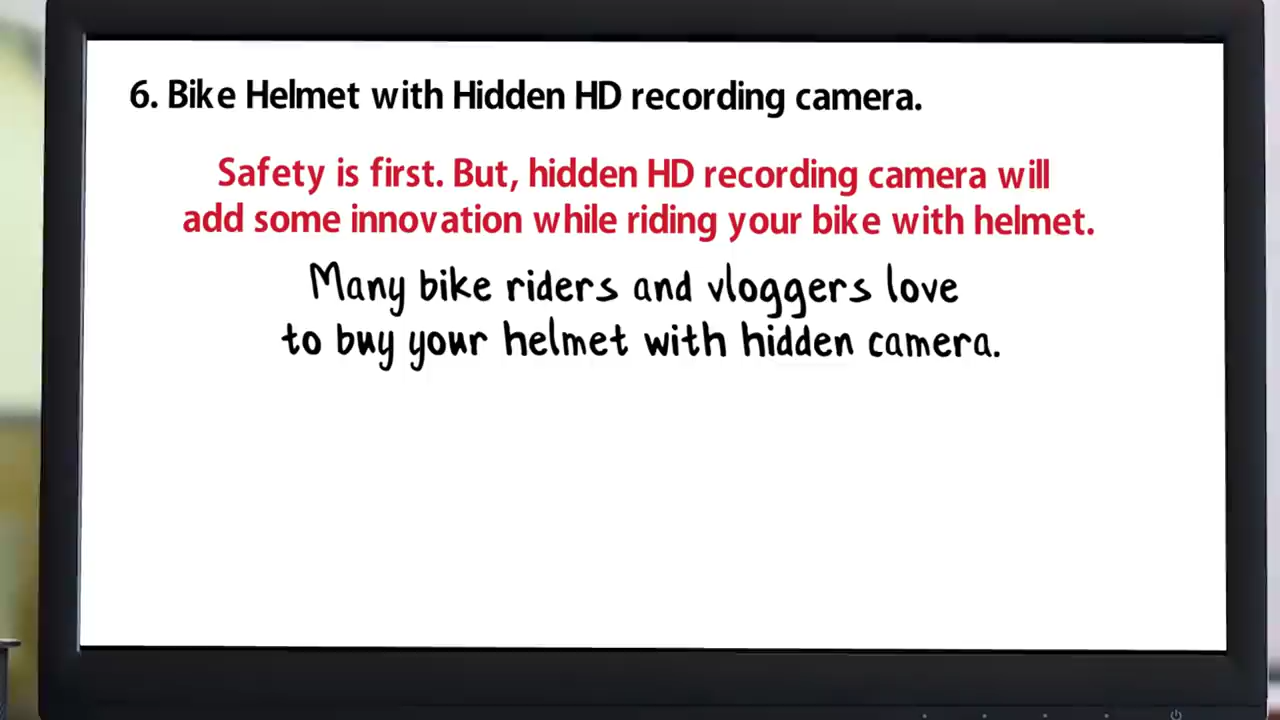 6. Bike Helmet with Hidden HD recording camera.
Safety is first. But, hidden HD recording camera will
add some innovation while riding your bike with helmet.
Many bike riders and vloggers love
to buy your helmet with hidden camera.